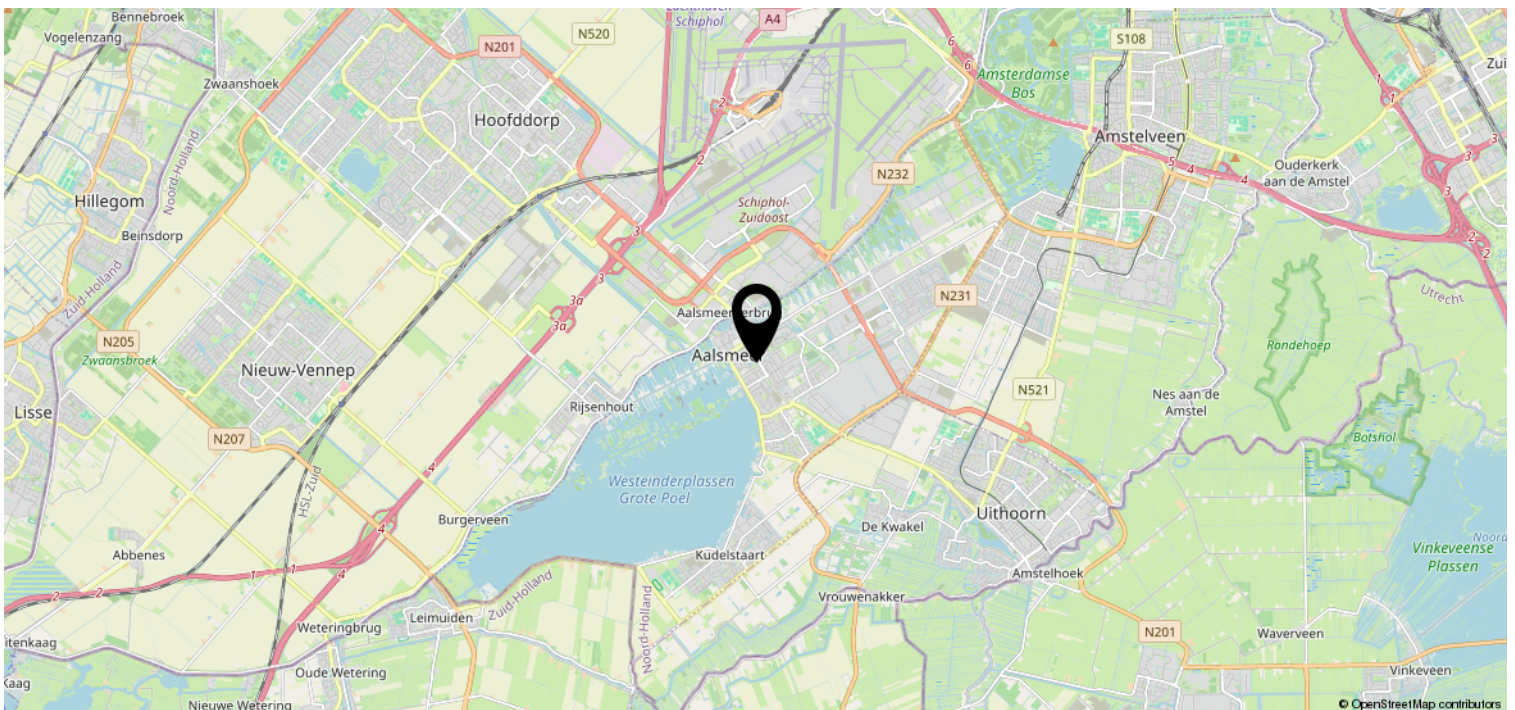 Bennebroek
Vogelenzang
Schiphol
A4
N520
N201
S108
Zwaanshoek
Amsterdamse
Bos
Hoofddorp
Amstelveen
Noord-Holland
Ouderkerk
aan de Amstel
N232
Hillegom
Schiphol-
Zuidoost
Beinsdorp
Zuid-Holland
Utrecht
N231
Aalsmeer
N205
Zwaansbroek
Rondehoep
Nieuw-Vennep
N521
Nes aan de
Amstel
Lisse
Rijsenhout
N207
Botshol
HSL-Zuid
Westeinderplassen
Grote Poel
Burgerveen
Uithoorn
De Kwakel
Abbenes
Kudelstaart
Vinkeveense
Plassen
Amstelhoek
Zuid-Holland
Noord-Holland
Vrouwenakker
Leimuiden
Weteringbrug
N201
Waverveen
Oude Wetering
Vinkeveen
Nieuwe Wetering
3a
3a
© OpenStreetMap contributors